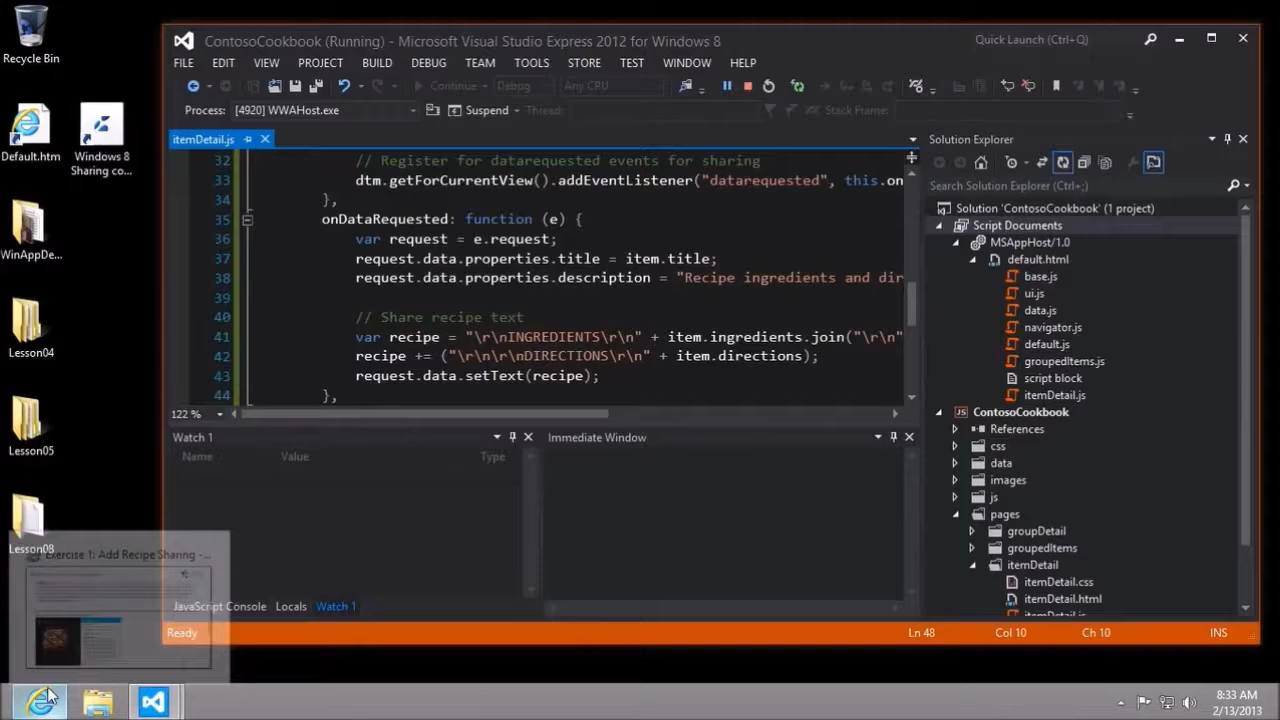 Recycle Bin
Default.htm
Windows 8
Sharing co...
WinAppDe...
Lesson04
Lesson05
Lesson08
Exercise 1: Add Recipe Sharing - ...
ContosoCookbook (Running) - Microsoft Visual Studio Express 2012 for Windows 8
Quick Launch (Ctrl+Q)
FILE EDIT VIEW PROJECT BUILD DEBUG TEAM TOOLS STORE TEST WINDOW HELP
Continue Debug Any CPU
Process: [4920] WWAHost.exe Suspend Thread: Stack Frame:
itemDetail.js
32 // Register for datarequested events for sharing
33 dtm.getForCurrentView().addEventListener("datarequested", this.on
34 },
35 onDataRequested: function (e) {
36 var request = e.request;
37 request.data.properties.title = item.title;
38 request.data.properties.description = "Recipe ingredients and dir
39
40 // Share recipe text
41 var recipe = "\r\nINGREDIENTS\r\n" + item.ingredients.join("\r\n"
42 recipe += ("\r\n\r\nDIRECTIONS\r\n" + item.directions);
43 request.data.setText(recipe);
44 },
122 %
Watch 1
Name Value Type
Immediate Window
JavaScript Console Locals Watch 1
Solution Explorer
Search Solution Explorer (Ctrl+;)
Solution 'ContosoCookbook' (1 project)
Script Documents
MSAppHost/1.0
default.html
base.js
ui.js
data.js
navigator.js
default.js
groupedItems.js
script block
itemDetail.js
JS ContosoCookbook
References
css
data
images
js
pages
groupDetail
groupedItems
itemDetail
itemDetail.css
itemDetail.html
itemDetail.js
Ready Ln 48 Col 10 Ch 10 INS
8:33 AM
2/13/2013